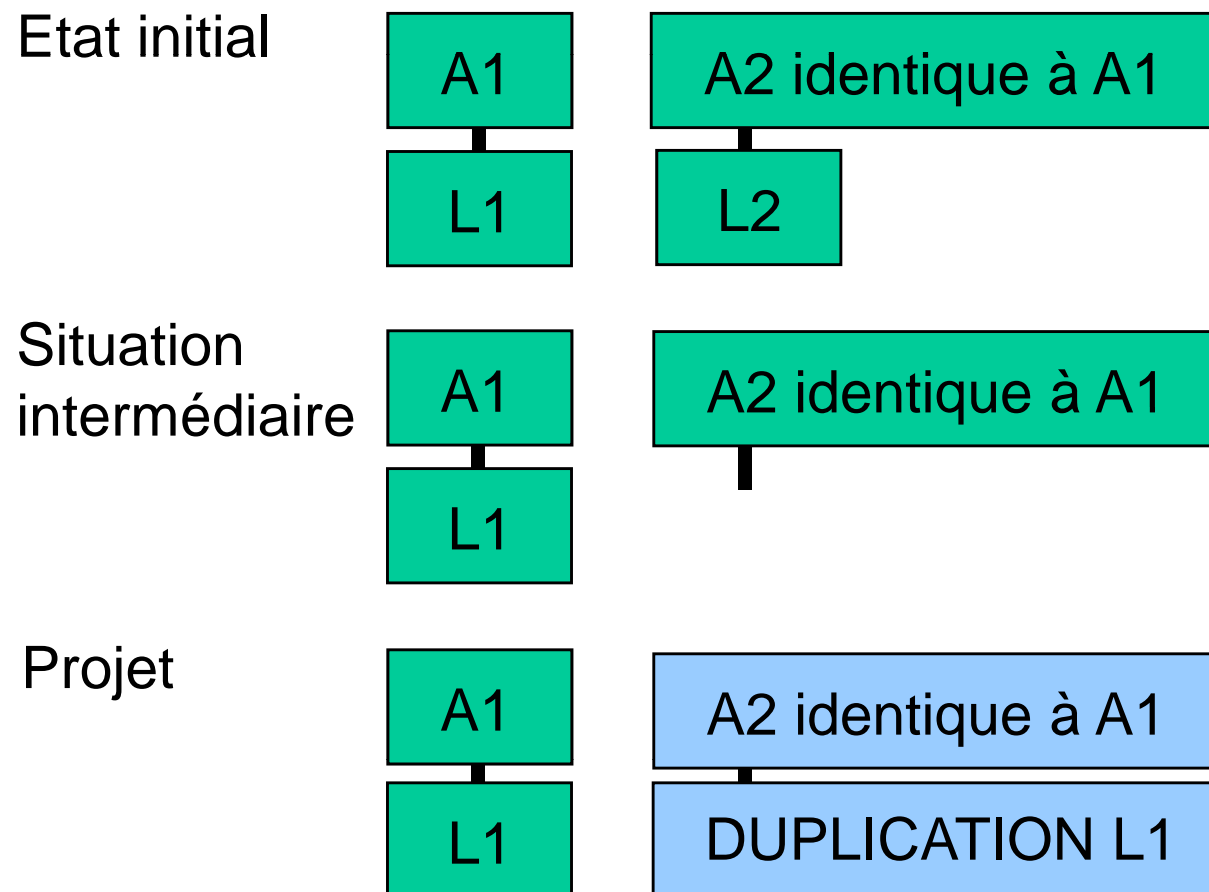 Etat initial
A1
A2 identique à A1
L1
L2
Situation
intermédiaire
A1
A2 identique à A1
L1
Projet
A1
A2 identique à A1
L1
DUPLICATION L1